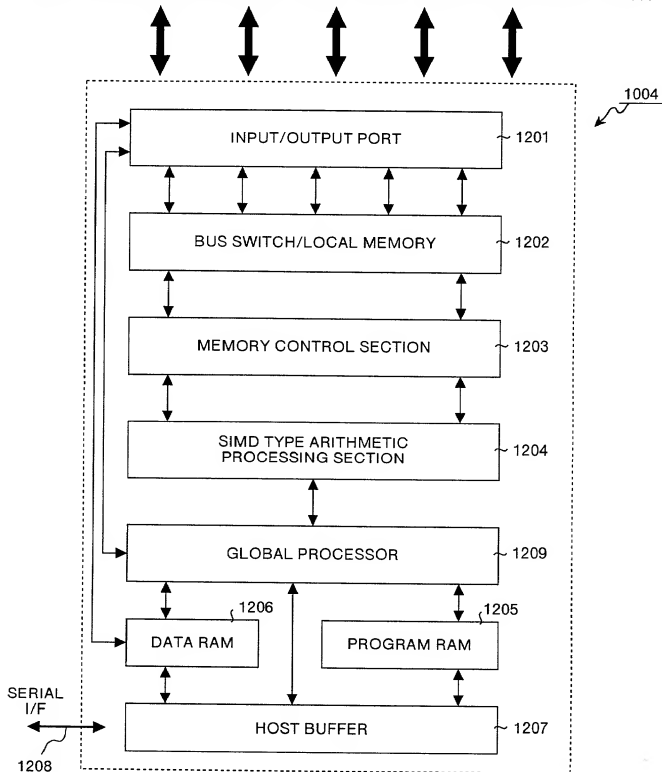 1004
INPUT/OUTPUT PORT
1201
BUS SWITCH/LOCAL MEMORY
1202
MEMORY CONTROL SECTION
1203
SIMD TYPE ARITHMETIC
PROCESSING SECTION
1204
GLOBAL PROCESSOR
1209
1206
1205
DATA RAM
PROGRAM RAM
SERIAL
I/F
HOST BUFFER
1207
1208